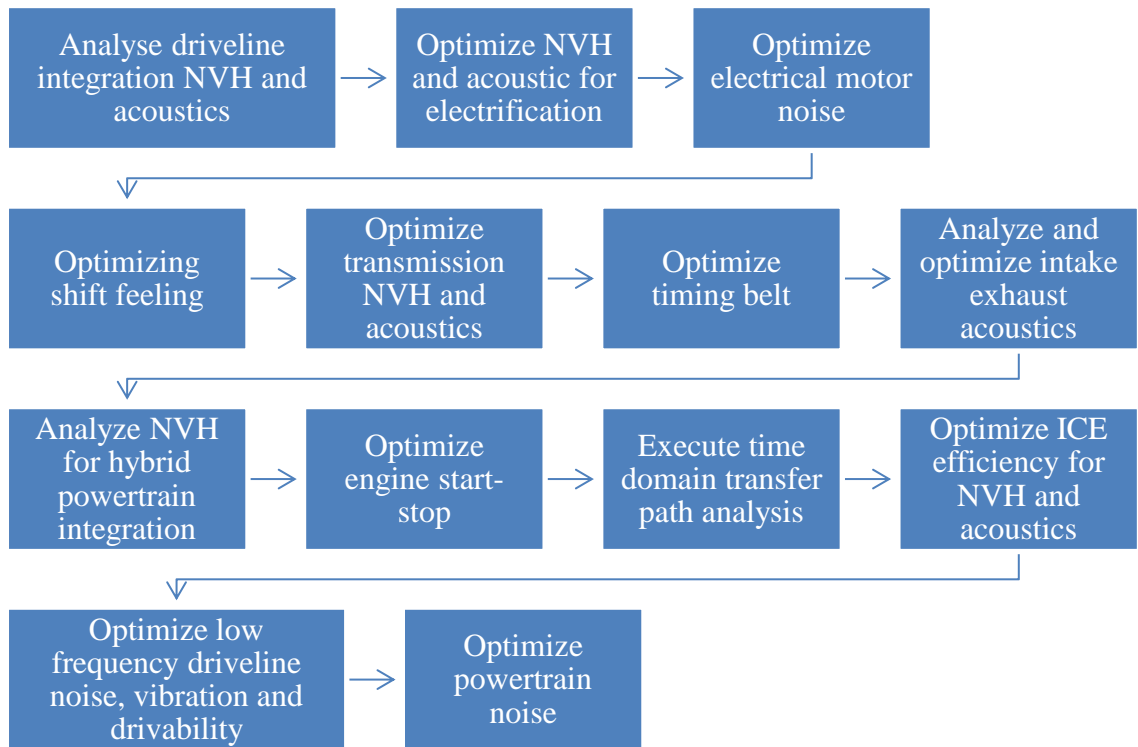 Analyse driveline
integration NVH and
acoustics
Optimize NVH
and acoustic for
electrification
Optimize
electrical motor
noise
Optimizing
shift feeling
Optimize
transmission
NVH and
acoustics
Optimize
timing belt
Analyze and
optimize intake
exhaust
acoustics
Analyze NVH
for hybrid
powertrain
integration
Optimize
engine start-
stop
Execute time
domain transfer
path analysis
Optimize ICE
efficiency for
NVH and
acoustics
Optimize low
frequency driveline
noise, vibration and
drivability
Optimize
powertrain
noise